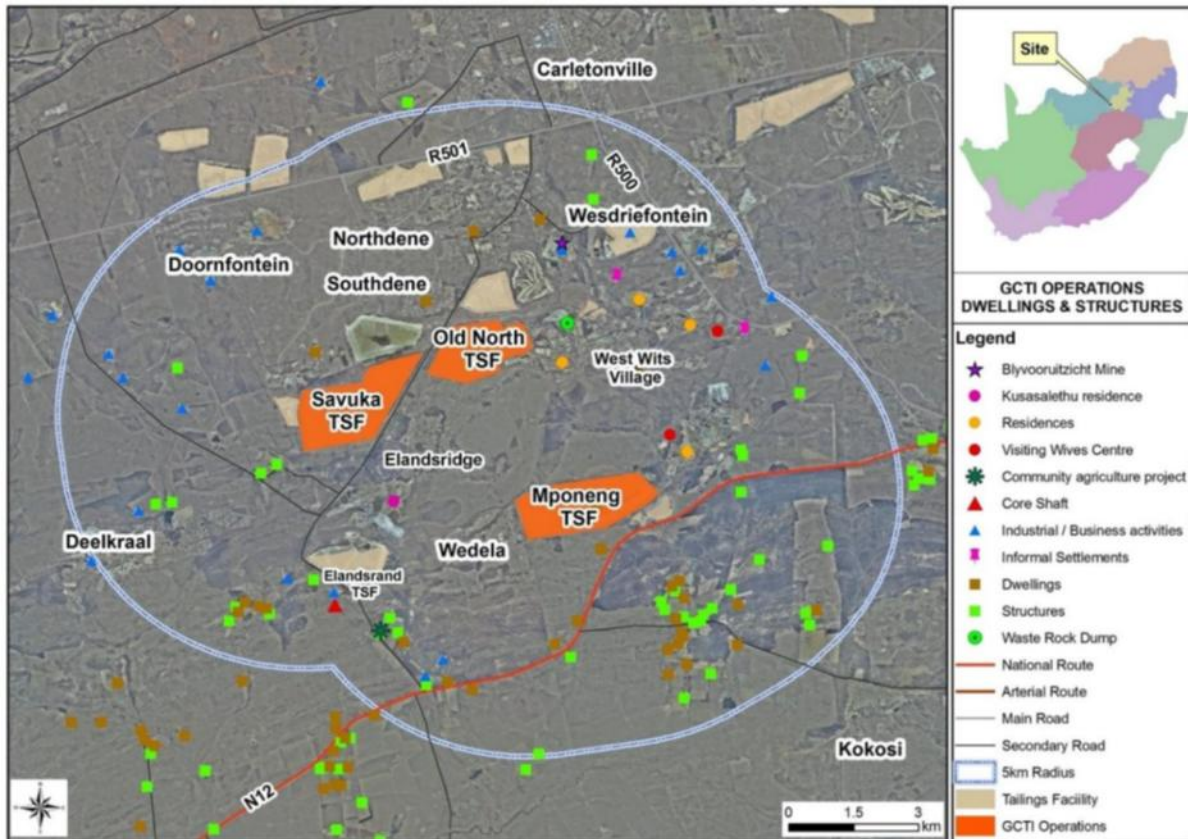 Carletonville
R501
R500
Wesdriefontein
Northdene
Doornfontein
Southdene
Old North
TSF
West Wits
Village
Savuka
TSF
Elandsridge
Mponeng
TSF
Deelkraal
Wedela
Elandsrand
TSF
Kokosi
N12
0 1.5 3
km
Site
GCTI OPERATIONS
DWELLINGS & STRUCTURES
Legend
Blyvooruitzicht Mine
Kusasalethu residence
Residences
Visiting Wives Centre
Community agriculture project
Core Shaft
Industrial / Business activities
Informal Settlements
Dwellings
Structures
Waste Rock Dump
National Route
Arterial Route
Main Road
Secondary Road
5km Radius
Tailings Faciility
GCTI Operations